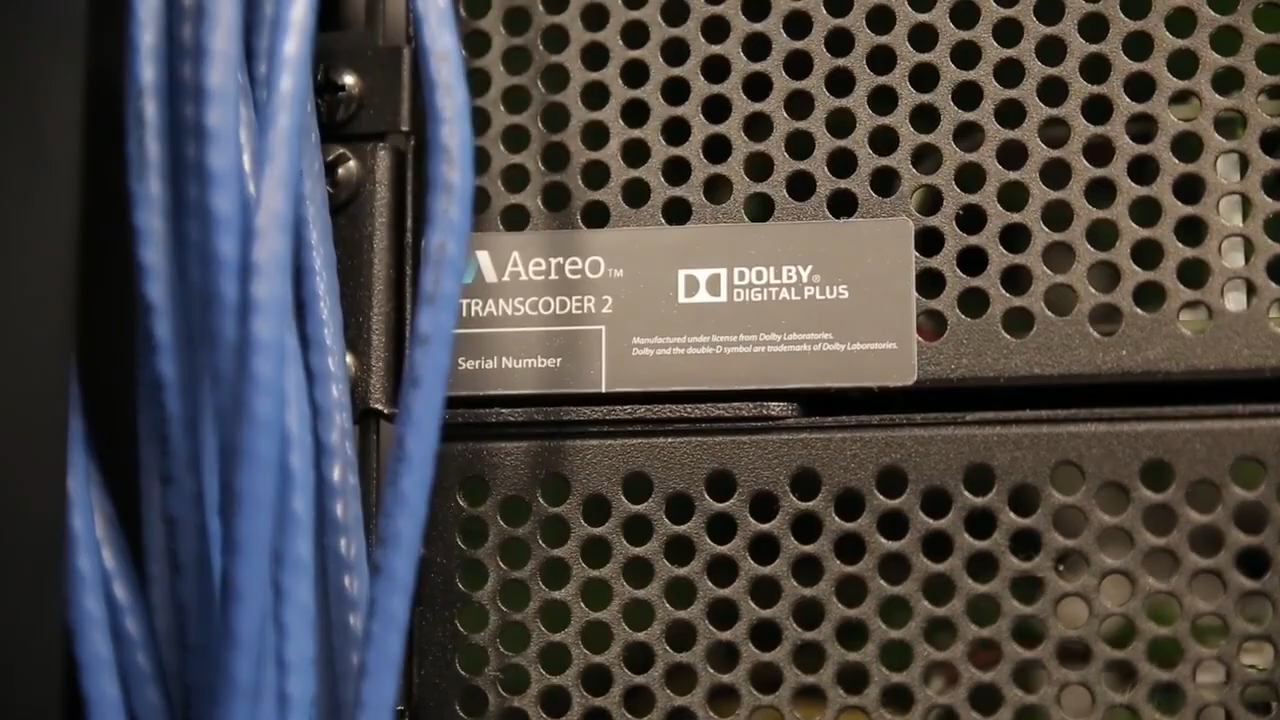 Aereo™
TRANSCODER 2
Serial Number
DOLBY®
DIGITAL PLUS
Manufactured under license from Dolby Laboratories.
Dolby and the double-D symbol are trademarks of Dolby Laboratories.